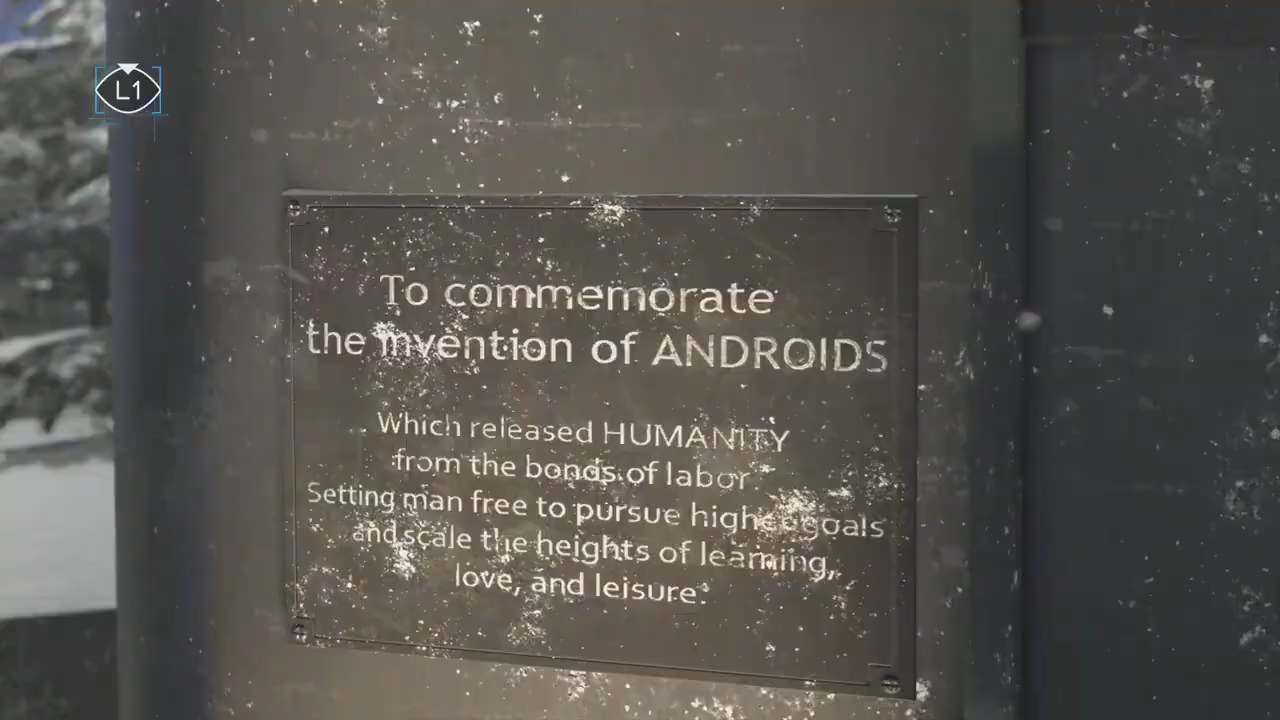 L1
To commemorate
the invention of ANDROIDS
Which released HUMANITY
from the bonds of labor.
Setting man free to pursue higher goals
and scale the heights of learning,
love, and leisure.